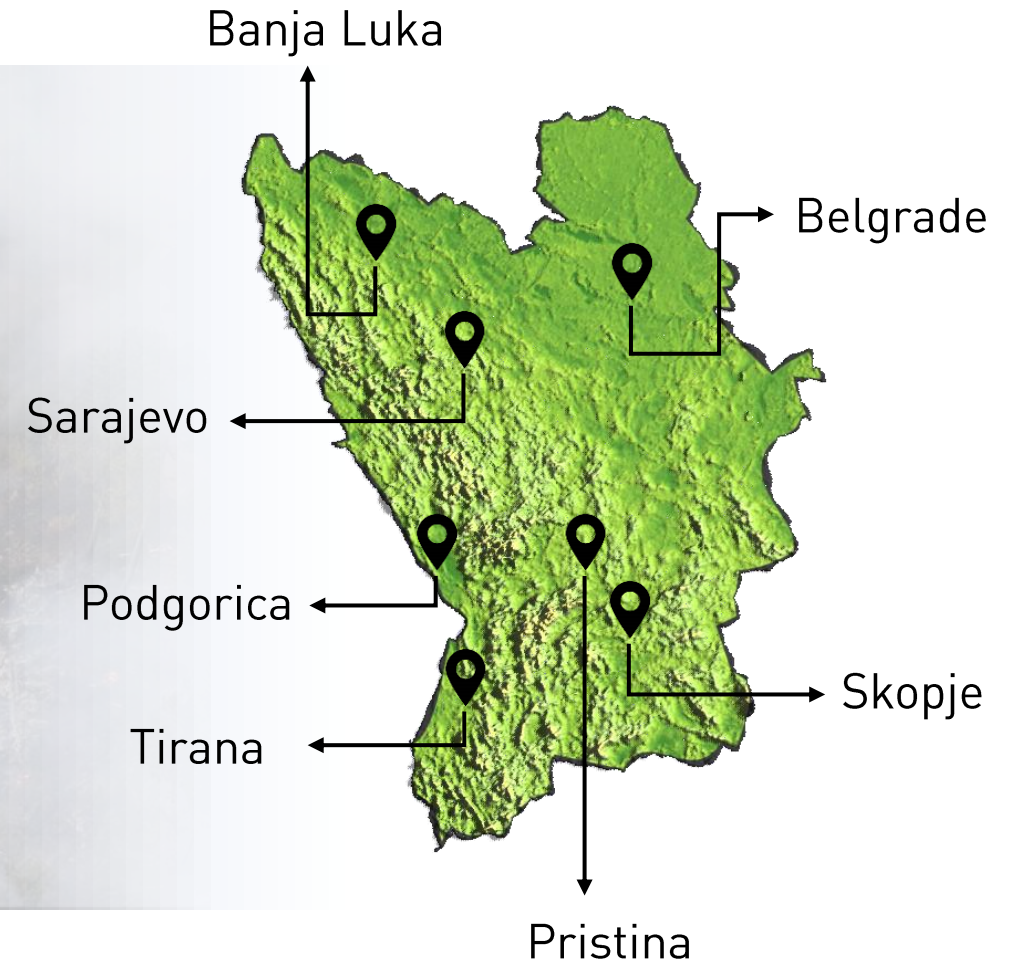 Banja Luka
Belgrade
Sarajevo
Podgorica
Skopje
Tirana
Pristina